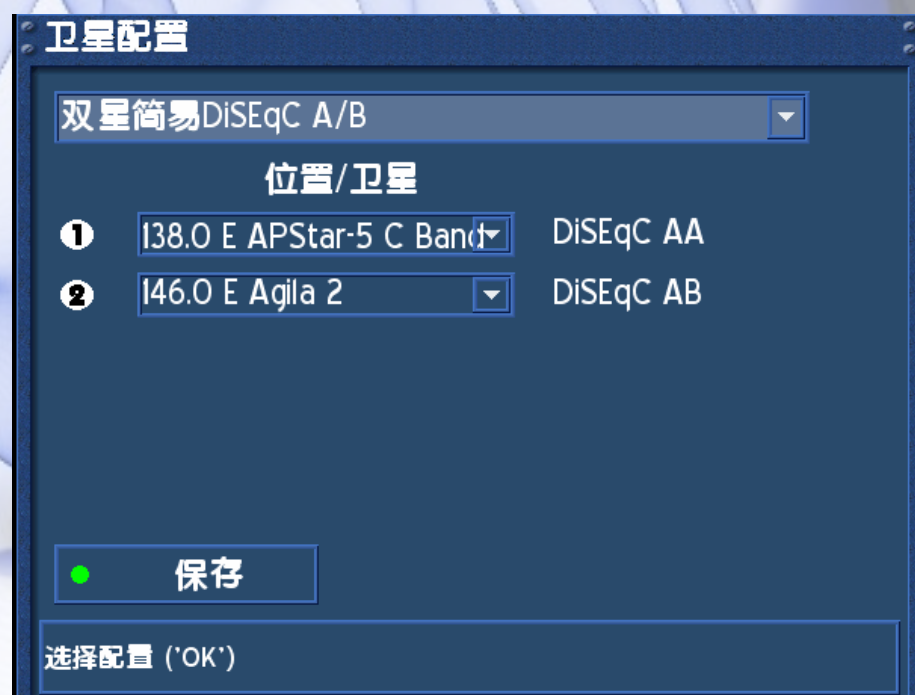 卫星配置
双星简易DiSEqC A/B
位置/卫星
1 138.0 E APStar-5 C Band DiSEqC AA
2 146.0 E Agila 2 DiSEqC AB
保存
选择配置 ('OK')